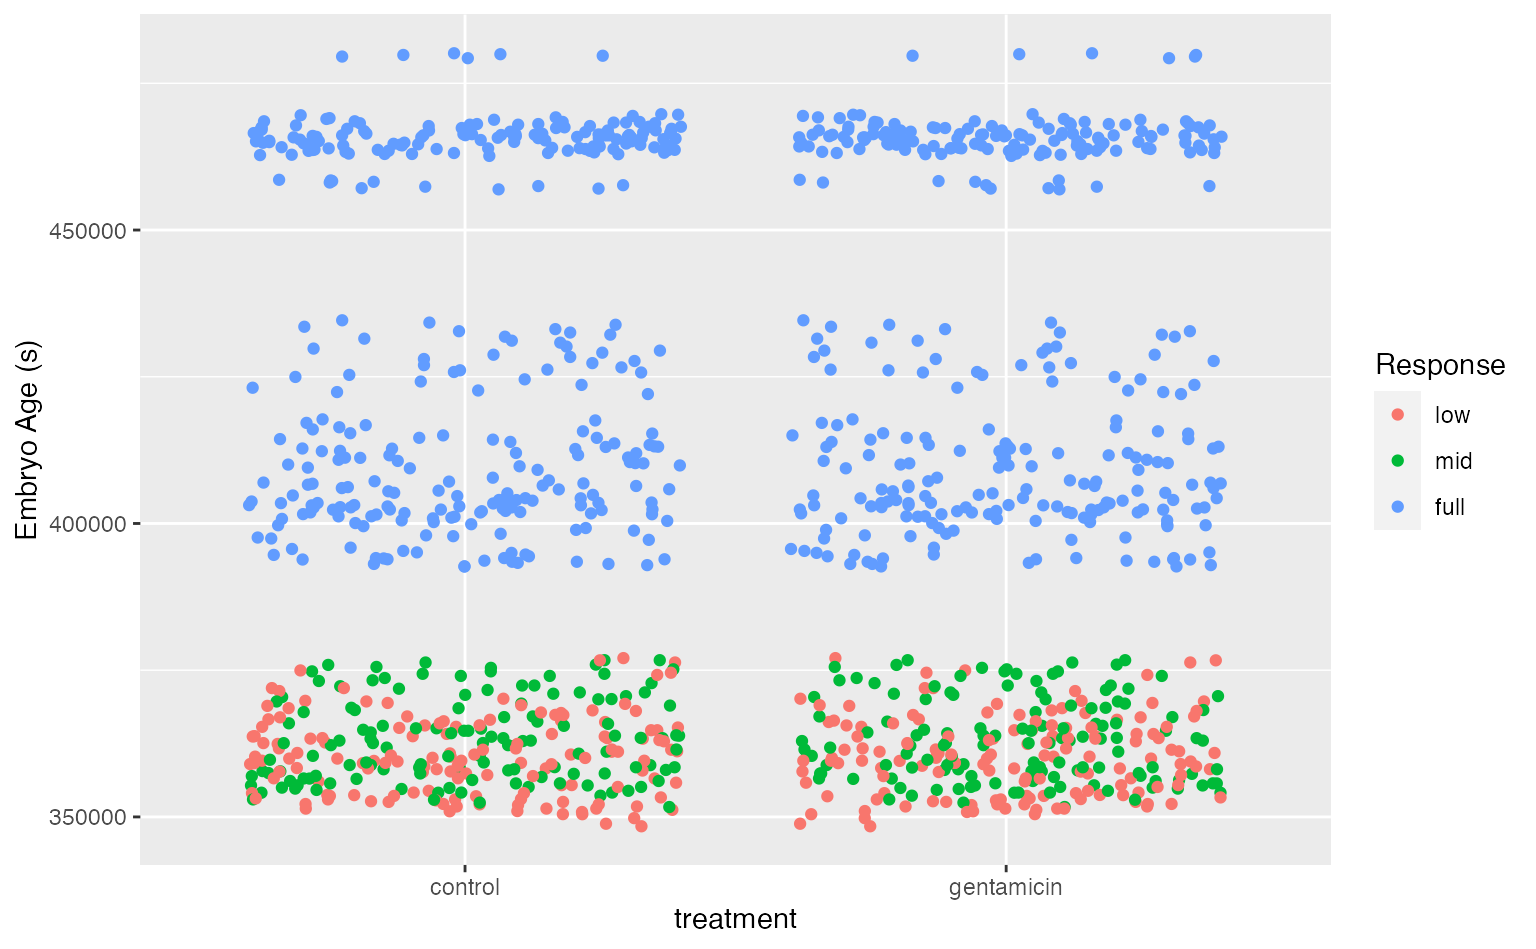 Embryo Age (s)
450000
400000
350000
control
gentamicin
treatment
Response
low
mid
full